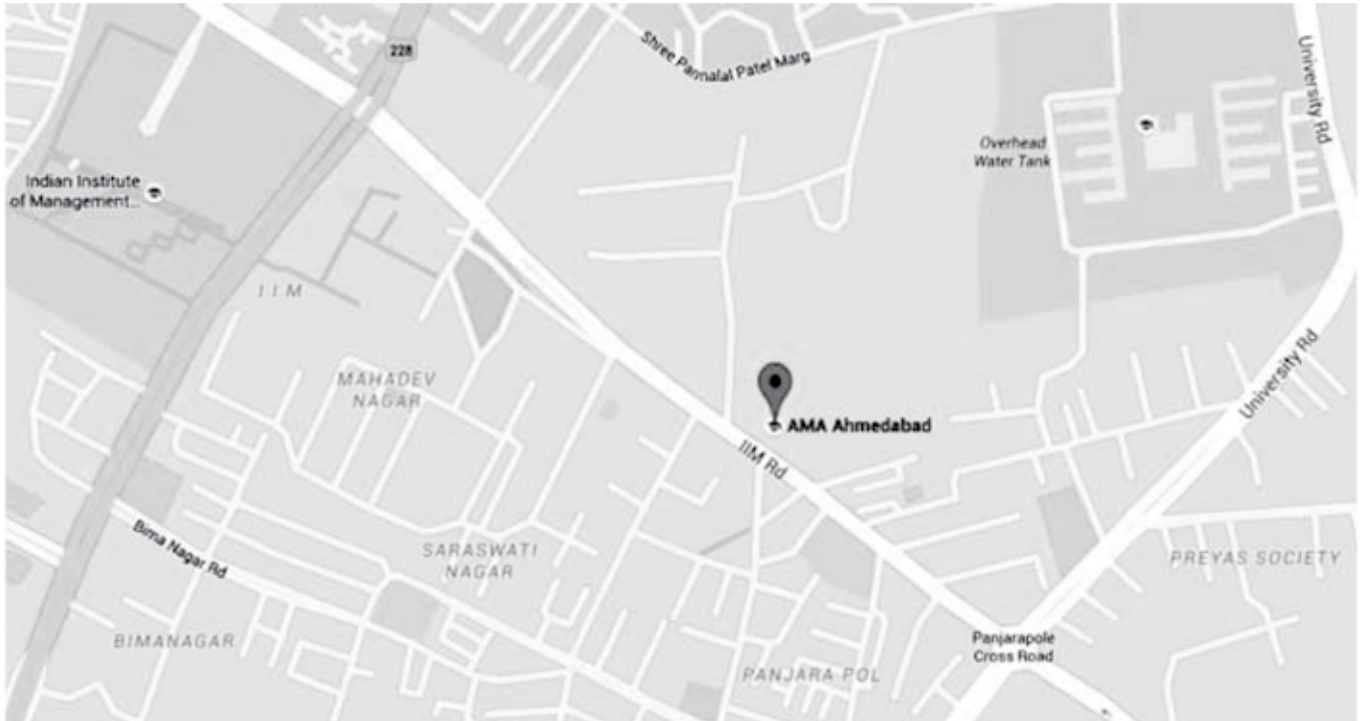 228
Shree Pannalal Patel Marg
University Rd
Overhead
Water Tank
Indian Institute
of Management...
I I M
MAHADEV
NAGAR
AMA Ahmedabad
IIM Rd
University Rd
Bima Nagar Rd
SARASWATI
NAGAR
PREYAS SOCIETY
BIMANAGAR
Panjarapole
Cross Road
PANJARA POL